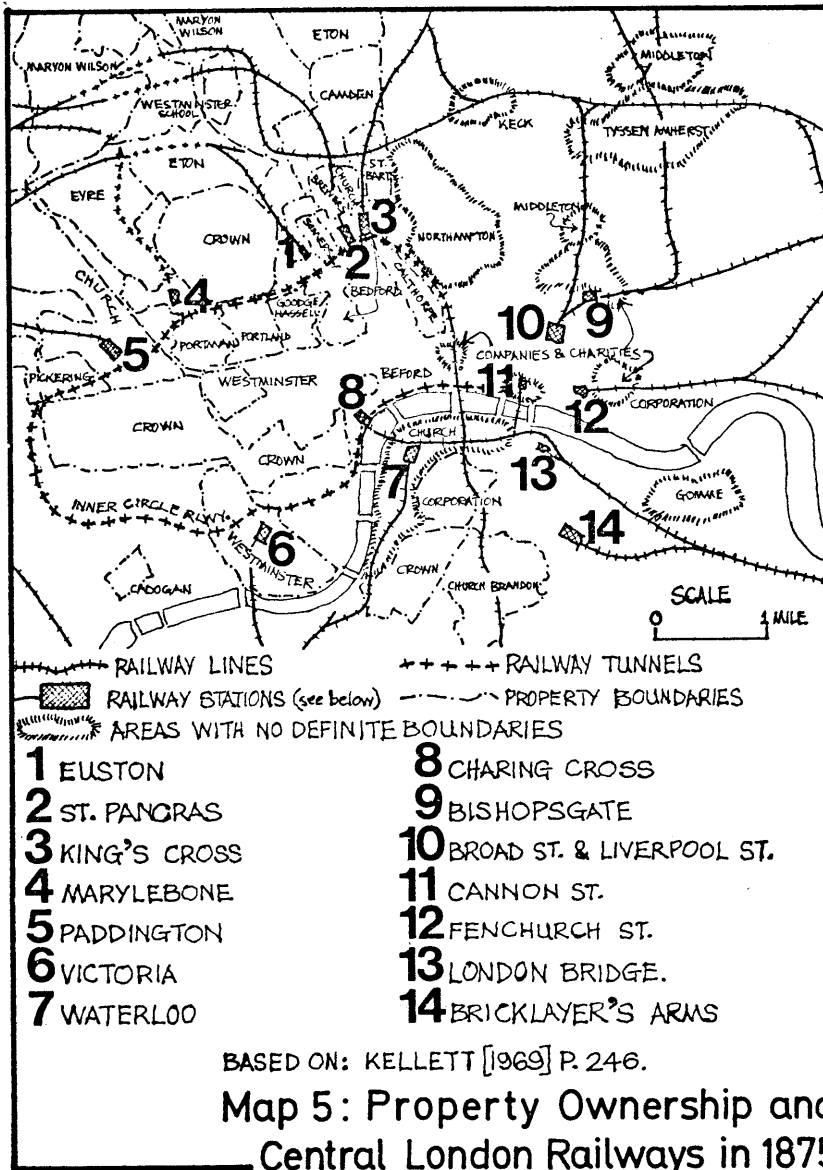 MARYON WILSON
ETON
MARYON WILSON
MIDDLETON
WESTMINSTER SCHOOL
CAMDEN
KECK
TYSSEN AMHERST
ETON
CHURCH
ST. BART
EYRE
MIDDLETON
CROWN
NORTHAMPTON
1
2
3
CHURCH
4
GOODGE HASSELL
BEDFORD
CALTHORPE
10
9
5
PORTMAN
PORTLAND
COMPANIES & CHARITIES
PICKERING
WESTMINSTER
8
BEFORD
11
12
CORPORATION
CROWN
CHURCH
CROWN
7
13
CORPORATION
GOMME
INNER CIRCLE RLWY.
6
WESTMINSTER
14
CADOGAN
CROWN
CHURCH BRANDON
SCALE
0 1 MILE
RAILWAY LINES
RAILWAY TUNNELS
RAILWAY STATIONS (see below)
PROPERTY BOUNDARIES
AREAS WITH NO DEFINITE BOUNDARIES
1 EUSTON
2 ST. PANCRAS
3 KING'S CROSS
4 MARYLEBONE
5 PADDINGTON
6 VICTORIA
7 WATERLOO
8 CHARING CROSS
9 BISHOPSGATE
10 BROAD ST. & LIVERPOOL ST.
11 CANNON ST.
12 FENCHURCH ST.
13 LONDON BRIDGE.
14 BRICKLAYER'S ARMS
BASED ON: KELLETT [1969] P. 246.
Map 5: Property Ownership and
Central London Railways in 1875